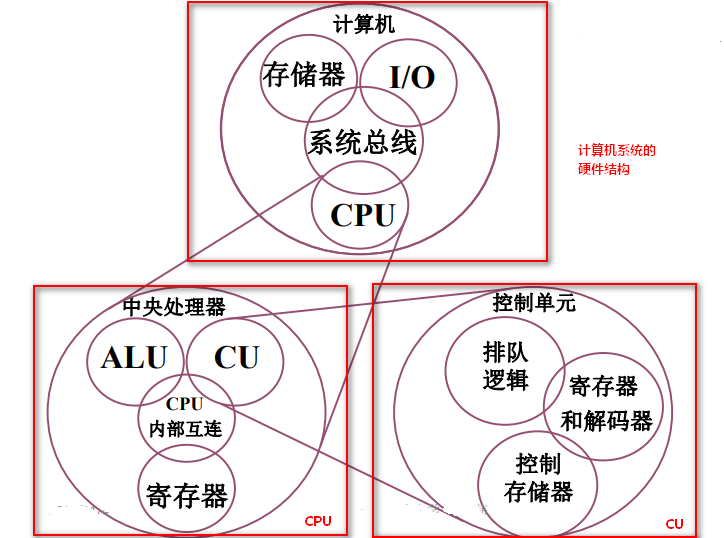 计算机
存储器
I/O
系统总线
CPU
计算机系统的
硬件结构
中央处理器
ALU
CU
CPU
内部互连
寄存器
CPU
控制单元
排队
逻辑
寄存器
和解码器
控制
存储器
CU